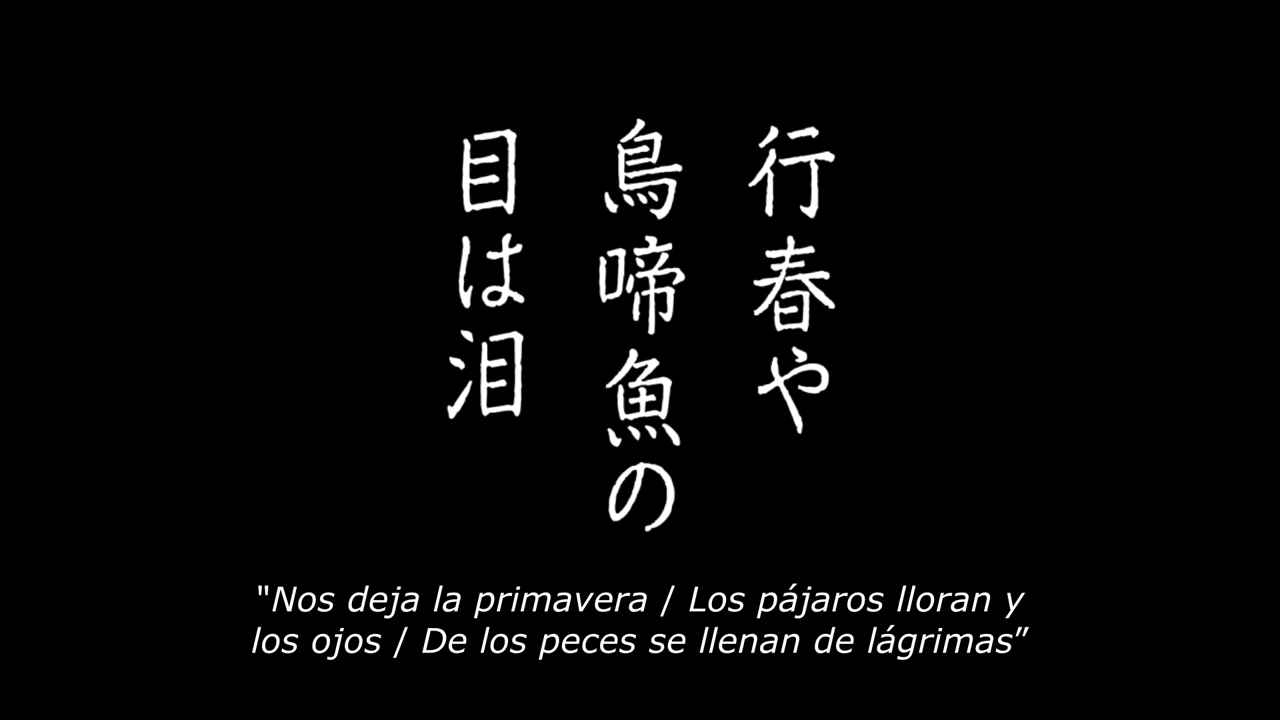 行春や
鳥啼魚の
目は泪
"Nos deja la primavera / Los pájaros lloran y
los ojos / De los peces se llenan de lágrimas”